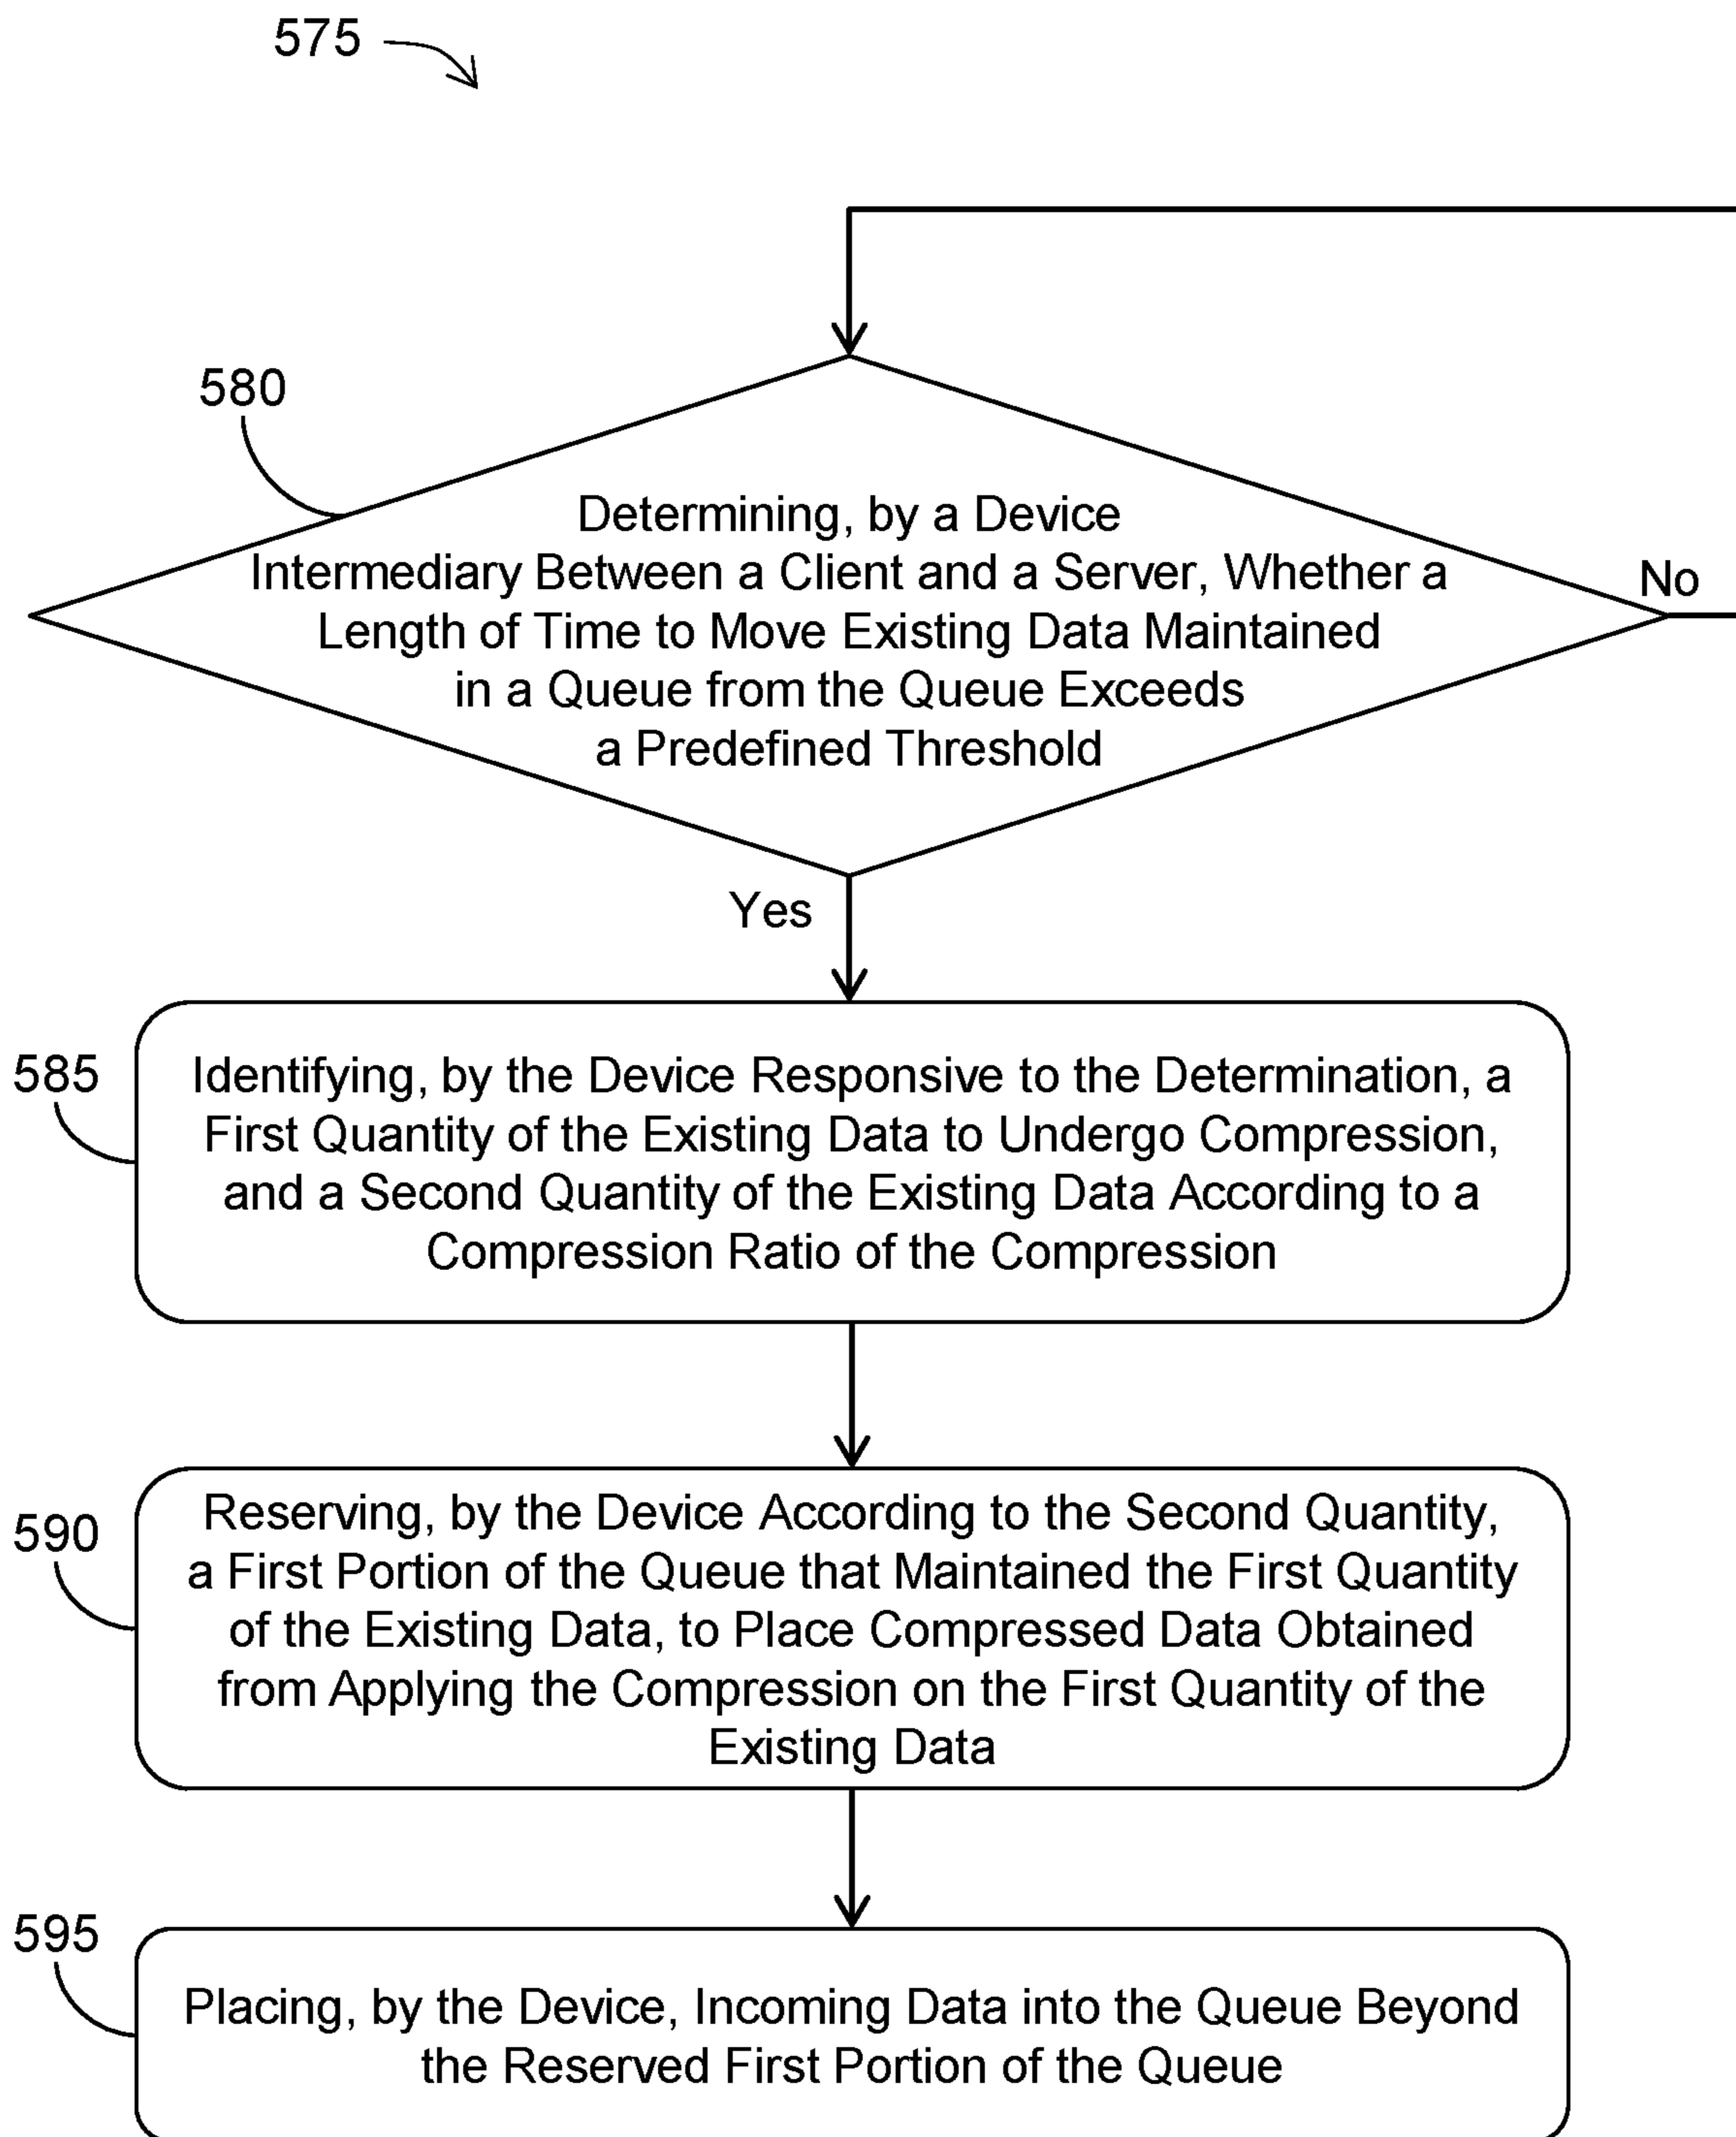 575
580
Determining, by a Device
Intermediary Between a Client and a Server, Whether a
Length of Time to Move Existing Data Maintained
in a Queue from the Queue Exceeds
a Predefined Threshold
No
Yes
585
Identifying, by the Device Responsive to the Determination, a
First Quantity of the Existing Data to Undergo Compression,
and a Second Quantity of the Existing Data According to a
Compression Ratio of the Compression
590
Reserving, by the Device According to the Second Quantity,
a First Portion of the Queue that Maintained the First Quantity
of the Existing Data, to Place Compressed Data Obtained
from Applying the Compression on the First Quantity of the
Existing Data
595
Placing, by the Device, Incoming Data into the Queue Beyond
the Reserved First Portion of the Queue